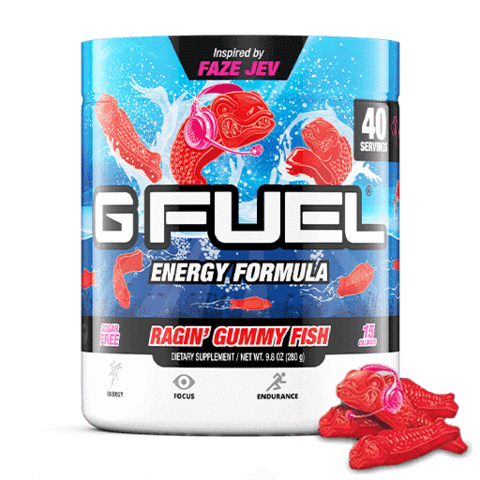 Inspired by
FAZE JEV
40
SERVINGS
G FUEL
®
ENERGY FORMULA
SUGAR
FREE
RAGIN' GUMMY FISH
15
CALORIES
DIETARY SUPPLEMENT / NET WT. 9.8 OZ (280 g)
ENERGY
FOCUS
ENDURANCE